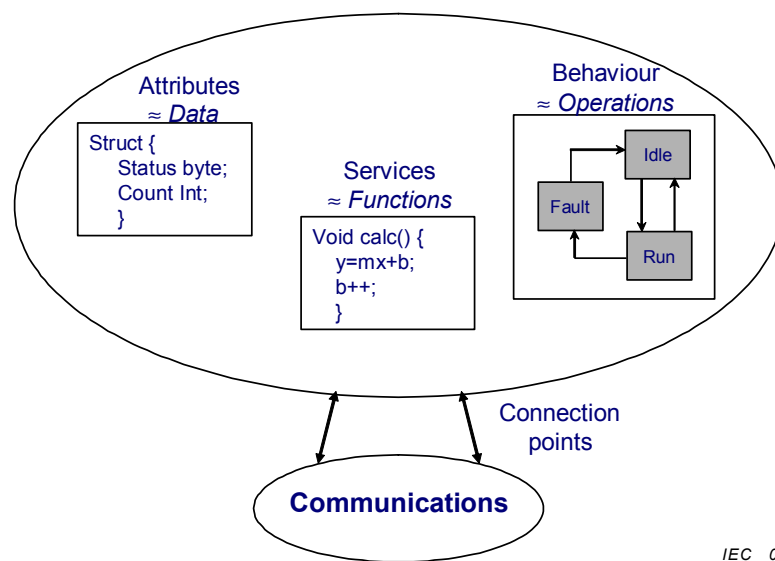 Attributes
≈ Data
Struct {
Status byte;
Count Int;
}
Services
≈ Functions
Void calc() {
y=mx+b;
b++;
}
Behaviour
≈ Operations
Idle
Fault
Run
Connection
points
Communications
IEC